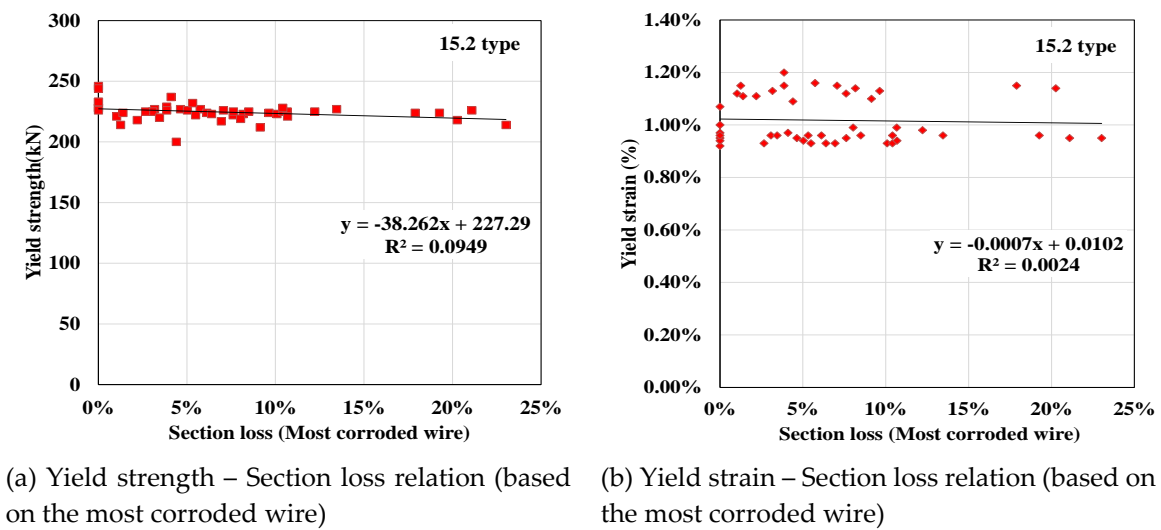 300
250
200
150
100
50
0
Yield strength(kN)
15.2 type
y = -38.262x + 227.29
R² = 0.0949
0% 5% 10% 15% 20% 25%
Section loss (Most corroded wire)
1.40%
1.20%
1.00%
0.80%
0.60%
0.40%
0.20%
0.00%
Yield strain (%)
15.2 type
y = -0.0007x + 0.0102
R² = 0.0024
0% 5% 10% 15% 20% 25%
Section loss (Most corroded wire)
(a) Yield strength – Section loss relation (based
on the most corroded wire)
(b) Yield strain – Section loss relation (based on
the most corroded wire)